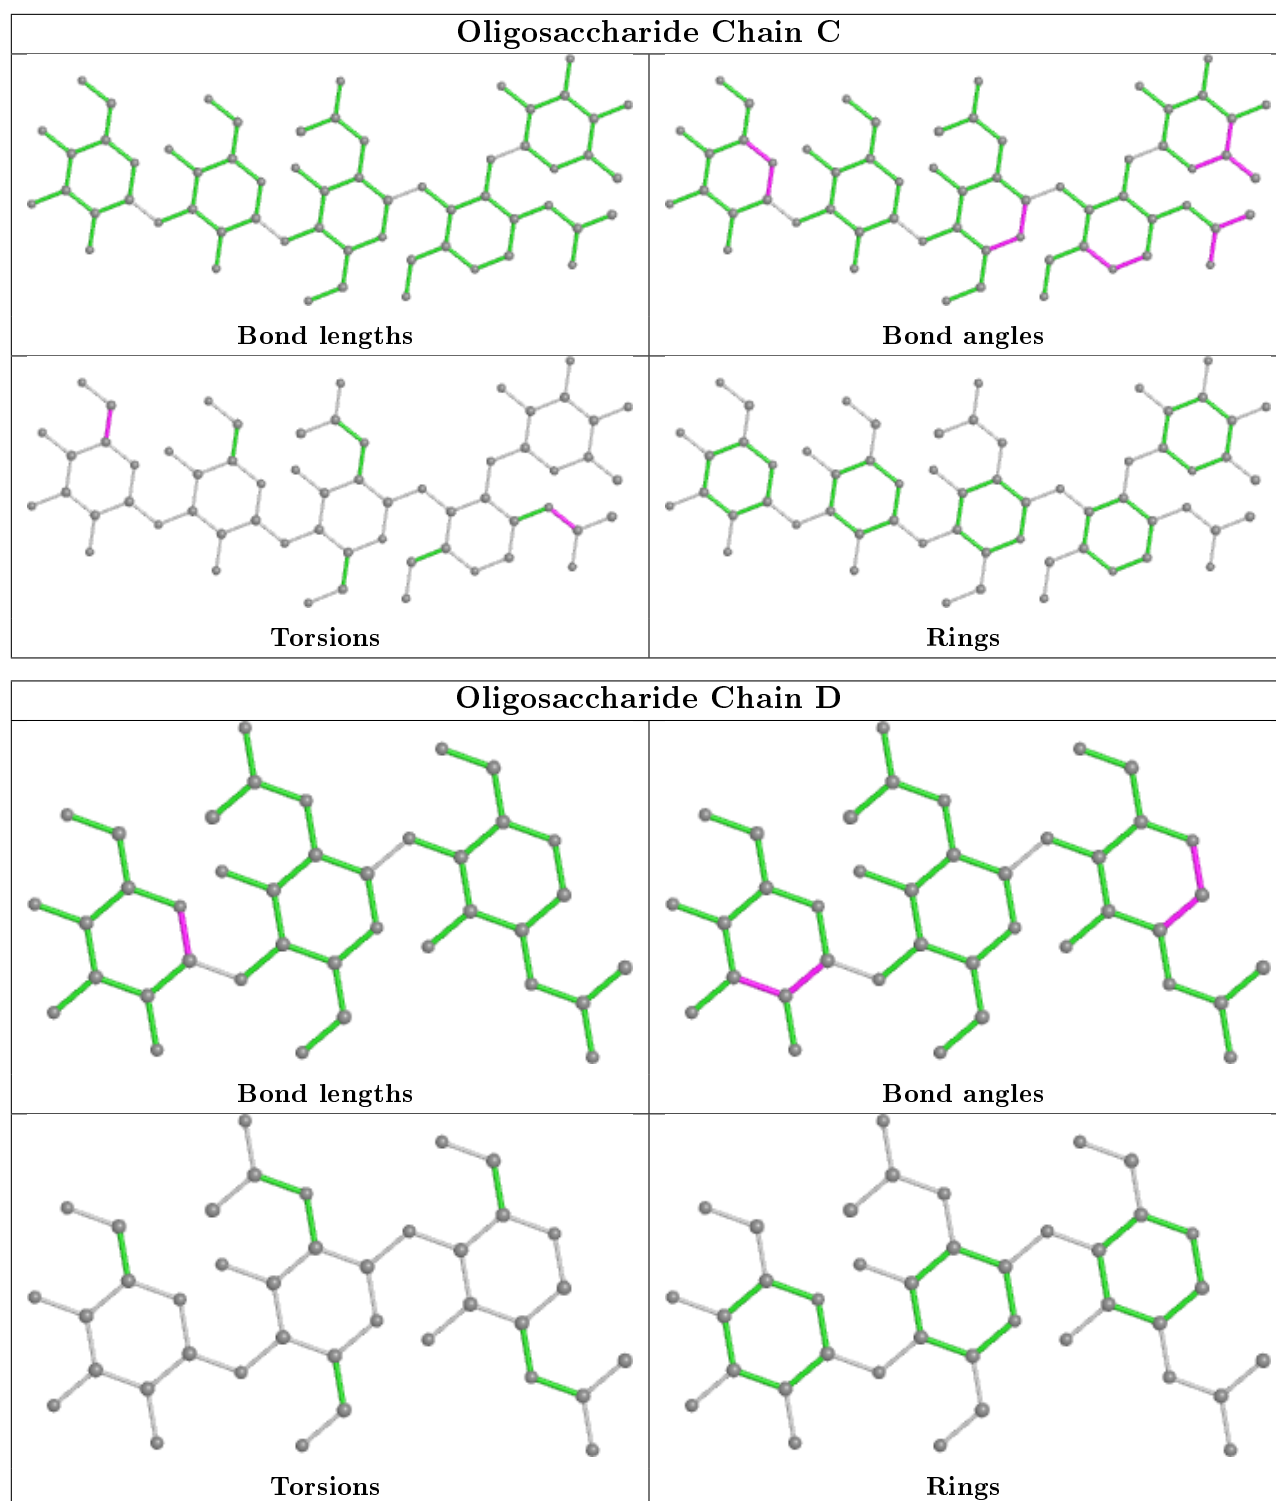 Oligosaccharide Chain C
Bond lengths
Bond angles
Torsions
Rings
Oligosaccharide Chain D
Bond lengths
Bond angles
Torsions
Rings